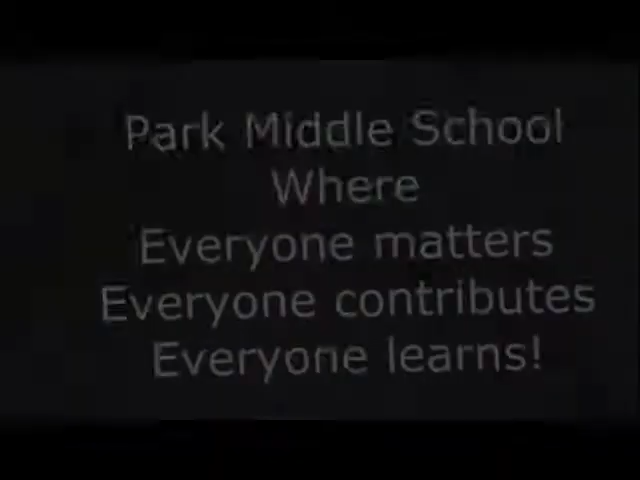 Park Middle School
Where
Everyone matters
Everyone contributes
Everyone learns!